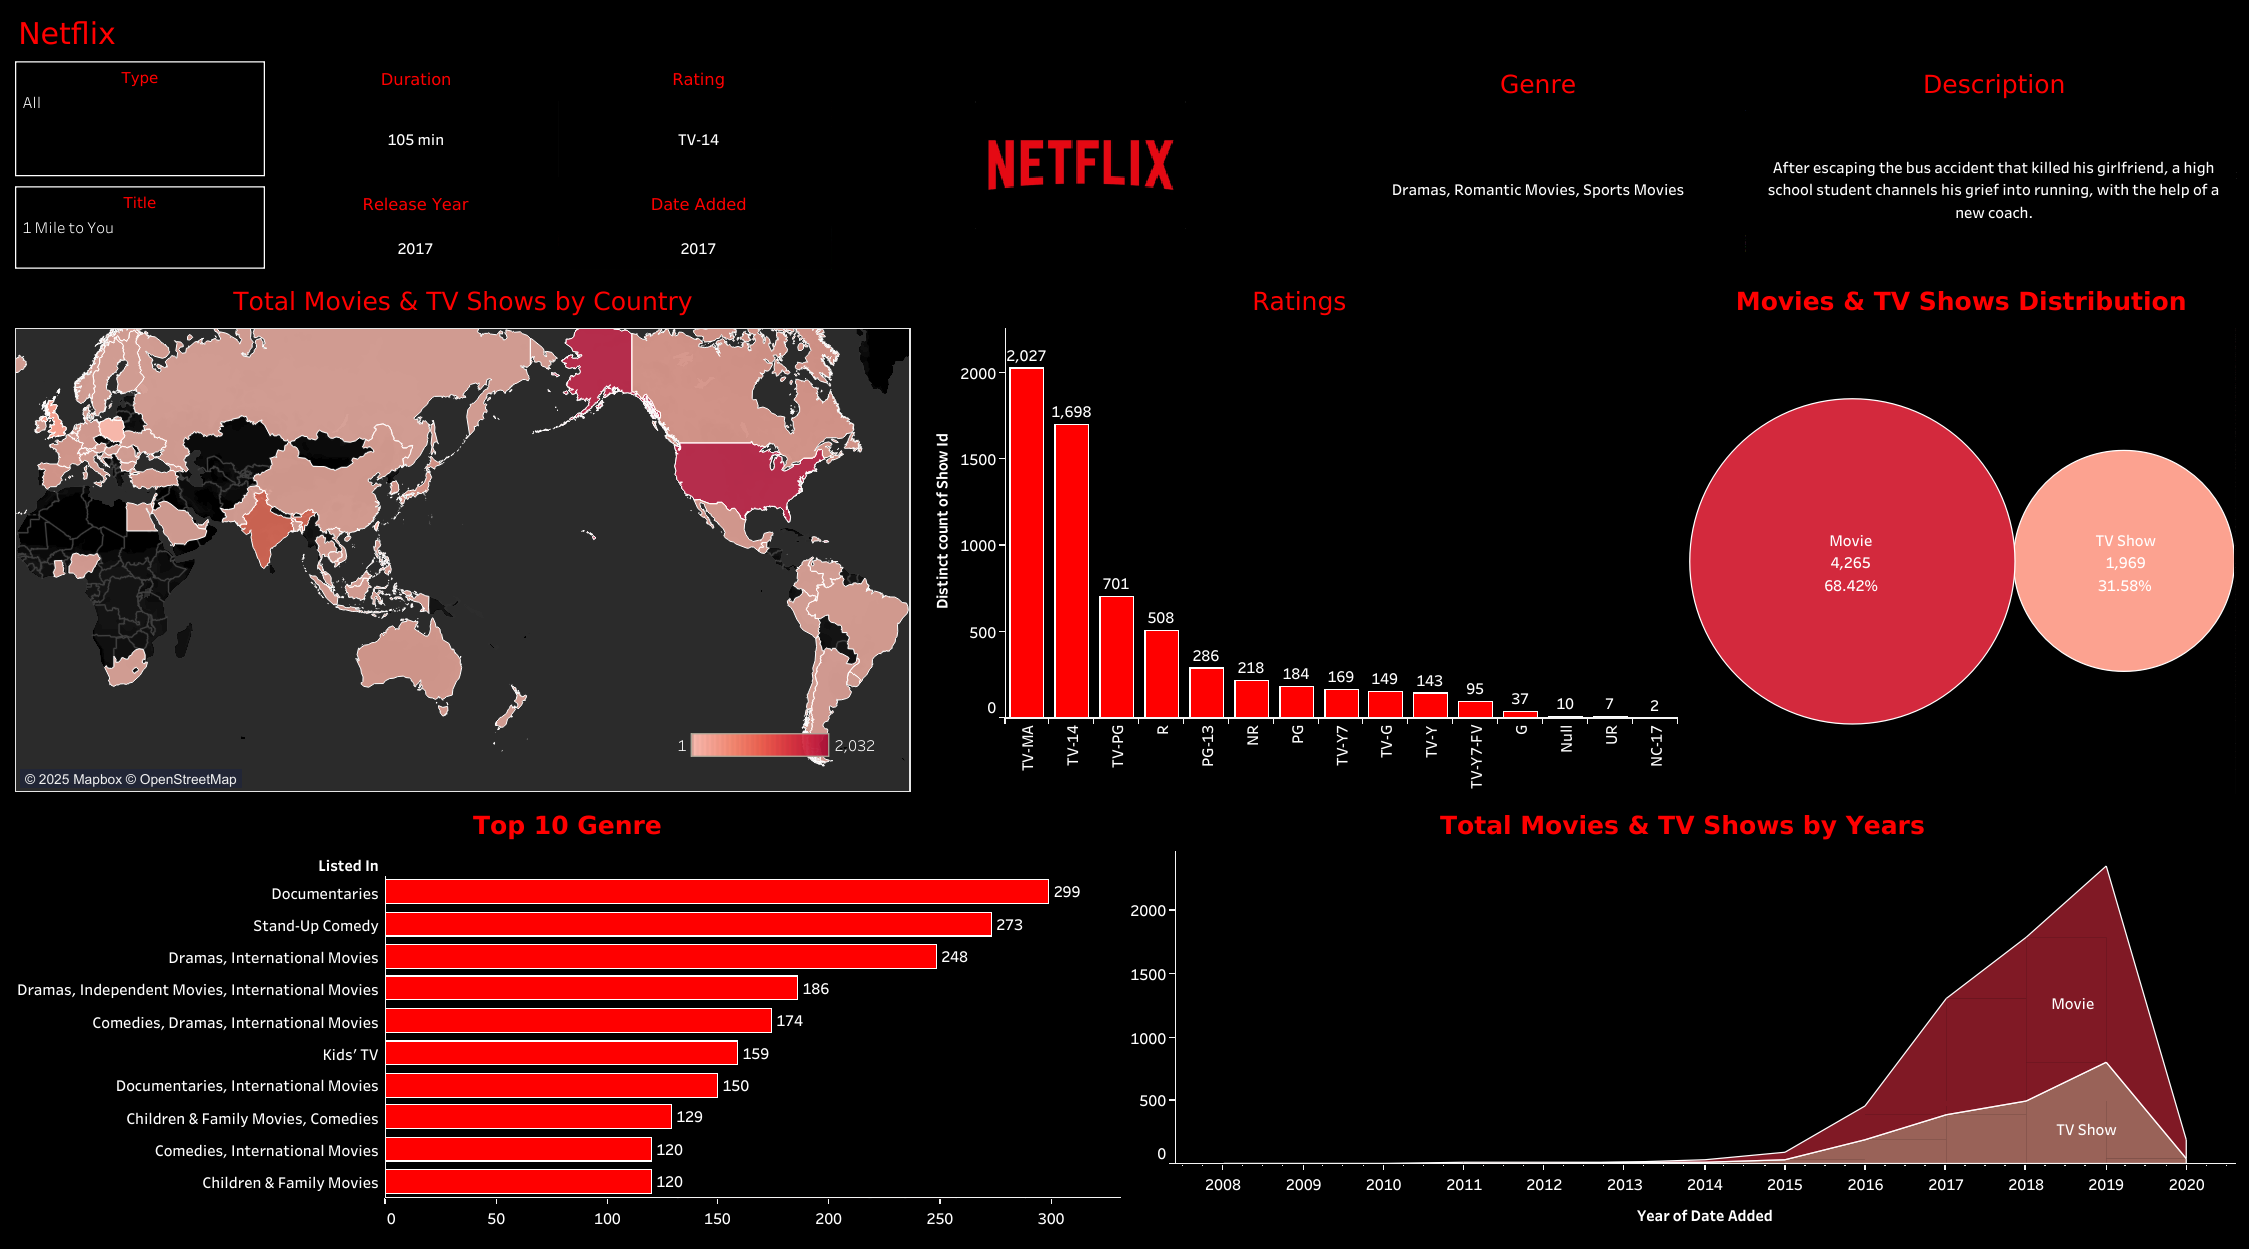 Netflix
Type
All
Duration
105 min
Rating
TV-14
Title
1 Mile to You
Release Year
2017
Date Added
2017
NETFLIX
Genre
Dramas, Romantic Movies, Sports Movies
Description
After escaping the bus accident that killed his girlfriend, a high
school student channels his grief into running, with the help of a
new coach.
Total Movies & TV Shows by Country
1
2,032
© 2025 Mapbox © OpenStreetMap
Ratings
Distinct count of Show Id
2000
1500
1000
500
0
2,027
1,698
701
508
286
218
184
169
149
143
95
37
10
7
2
TV-MA
TV-14
TV-PG
R
PG-13
NR
PG
TV-Y7
TV-G
TV-Y
TV-Y7-FV
G
Null
UR
NC-17
Movies & TV Shows Distribution
Movie
4,265
68.42%
TV Show
1,969
31.58%
Top 10 Genre
Listed In
Documentaries 299
Stand-Up Comedy 273
Dramas, International Movies 248
Dramas, Independent Movies, International Movies 186
Comedies, Dramas, International Movies 174
Kids' TV 159
Documentaries, International Movies 150
Children & Family Movies, Comedies 129
Comedies, International Movies 120
Children & Family Movies 120
0 50 100 150 200 250 300
Total Movies & TV Shows by Years
2000
1500
1000
500
0
Movie
TV Show
2008 2009 2010 2011 2012 2013 2014 2015 2016 2017 2018 2019 2020
Year of Date Added